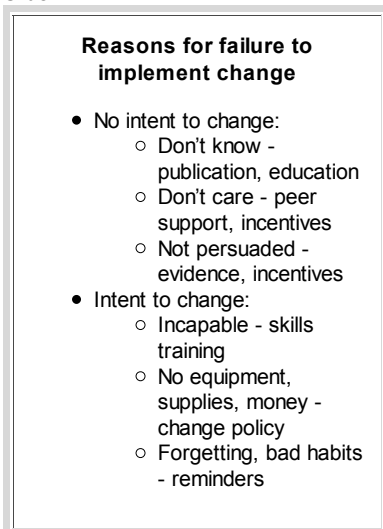 Reasons for failure to
implement change
• No intent to change:
○ Don't know -
publication, education
○ Don't care - peer
support, incentives
○ Not persuaded -
evidence, incentives
• Intent to change:
○ Incapable - skills
training
○ No equipment,
supplies, money -
change policy
○ Forgetting, bad habits
- reminders